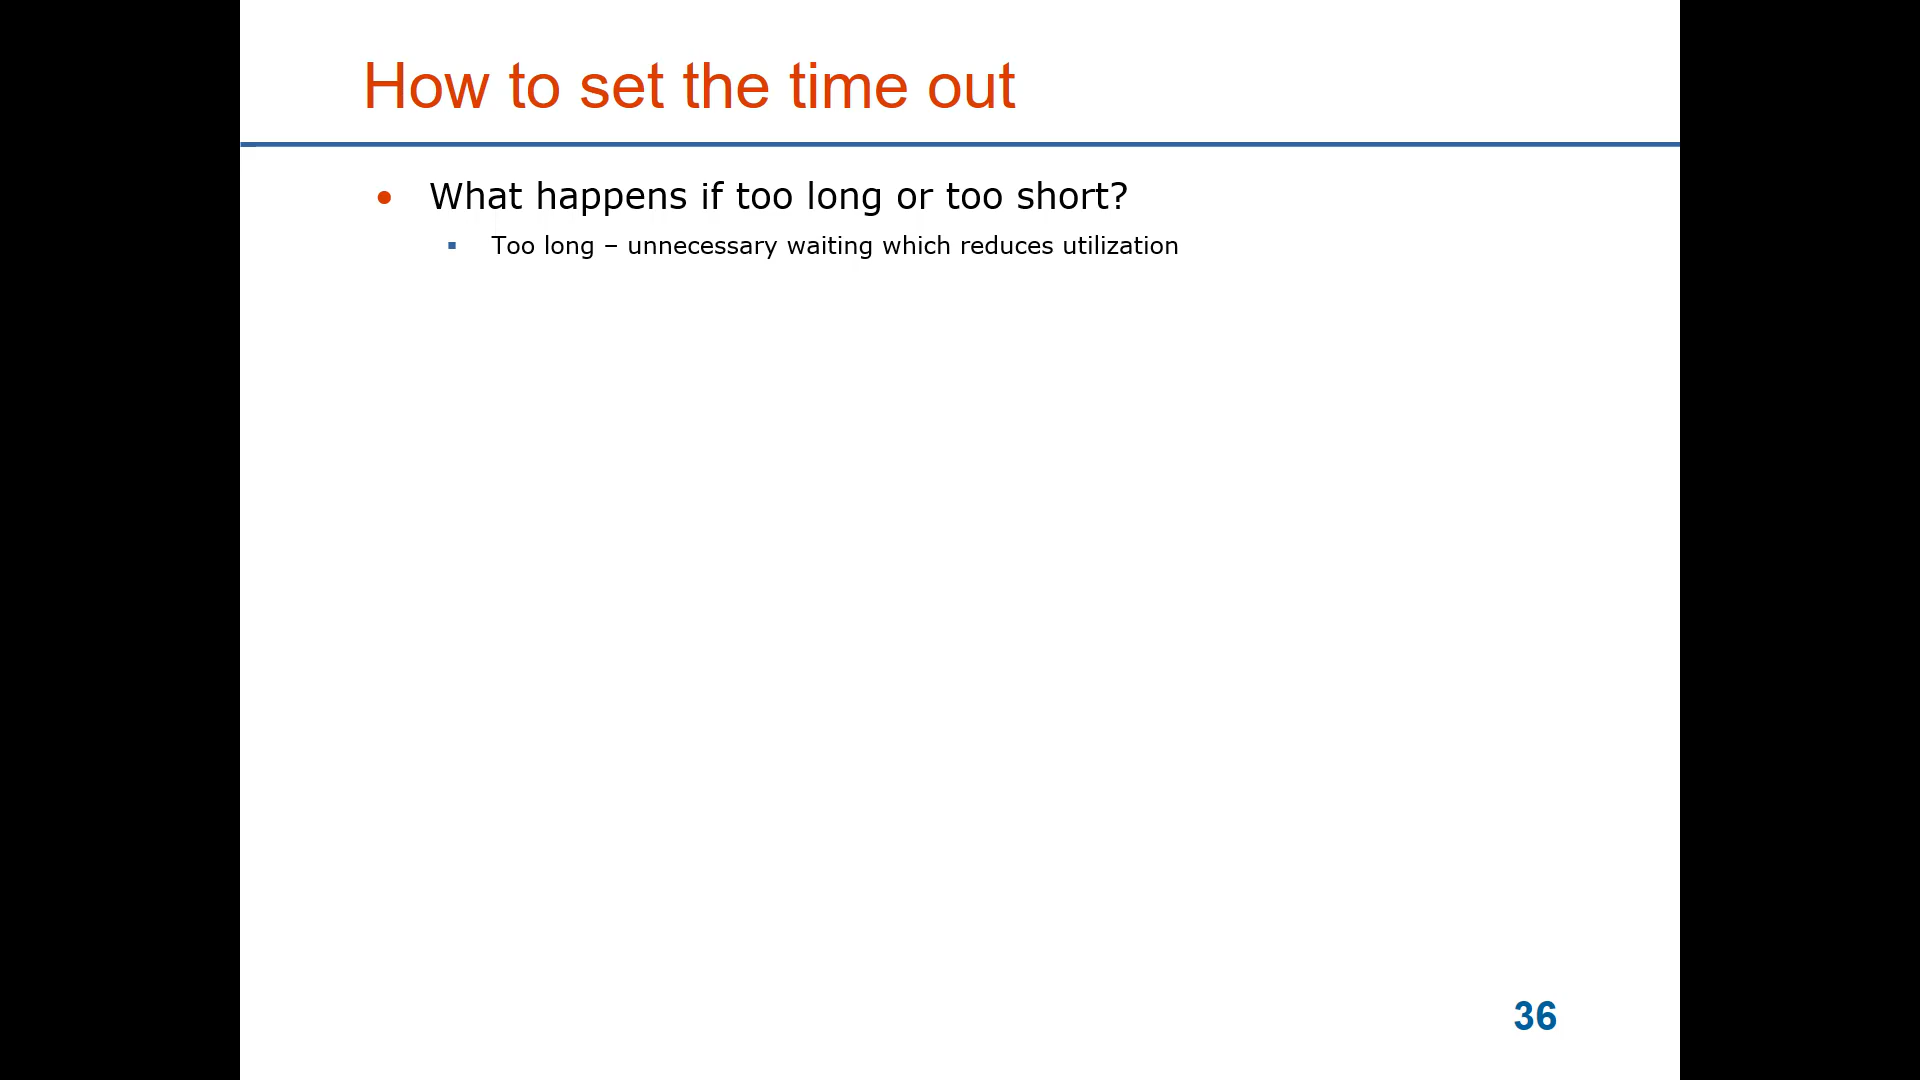 How to set the time out
• What happens if too long or too short?
▪ Too long – unnecessary waiting which reduces utilization
36